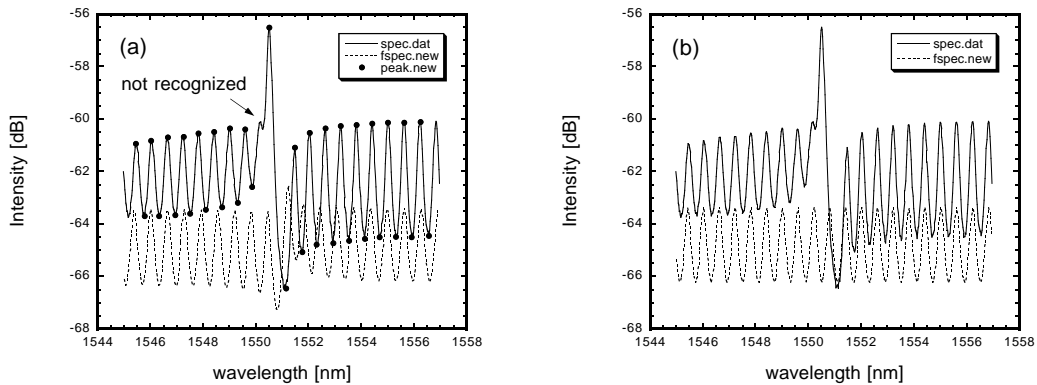 -56
-58
-60
-62
-64
-66
-68
Intensity [dB]
(a)
spec.dat
fspec.new
peak.new
not recognized
1544 1546 1548 1550 1552 1554 1556 1558
wavelength [nm]
-56
-58
-60
-62
-64
-66
-68
Intensity [dB]
(b)
spec.dat
fspec.new
1544 1546 1548 1550 1552 1554 1556 1558
wavelength [nm]